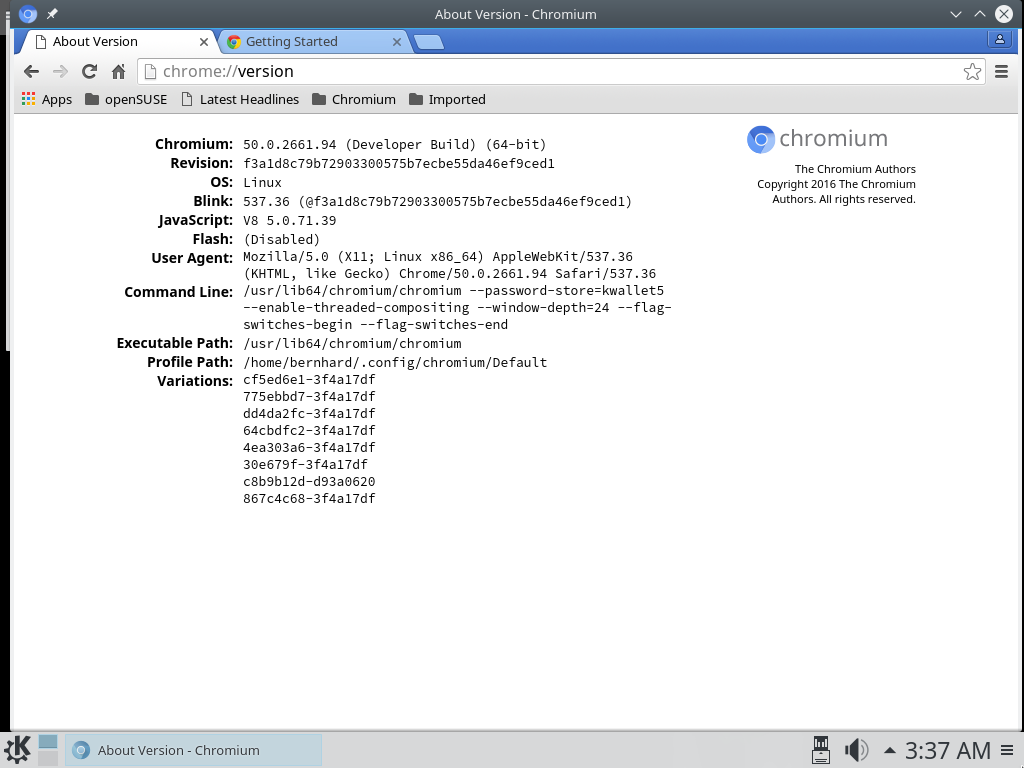 About Version - Chromium
About Version
Getting Started
chrome://version
Apps
openSUSE
Latest Headlines
Chromium
Imported
chromium
The Chromium Authors
Copyright 2016 The Chromium
Authors. All rights reserved.
Chromium: 50.0.2661.94 (Developer Build) (64-bit)
Revision: f3a1d8c79b72903300575b7ecbe55da46ef9ced1
OS: Linux
Blink: 537.36 (@f3a1d8c79b72903300575b7ecbe55da46ef9ced1)
JavaScript: V8 5.0.71.39
Flash: (Disabled)
User Agent: Mozilla/5.0 (X11; Linux x86_64) AppleWebKit/537.36
(KHTML, like Gecko) Chrome/50.0.2661.94 Safari/537.36
Command Line: /usr/lib64/chromium/chromium --password-store=kwallet5
--enable-threaded-compositing --window-depth=24 --flag-
switches-begin --flag-switches-end
Executable Path: /usr/lib64/chromium/chromium
Profile Path: /home/bernhard/.config/chromium/Default
Variations: cf5ed6e1-3f4a17df
775ebbd7-3f4a17df
dd4da2fc-3f4a17df
64cbdfc2-3f4a17df
4ea303a6-3f4a17df
30e679f-3f4a17df
c8b9b12d-d93a0620
867c4c68-3f4a17df
About Version - Chromium
3:37 AM